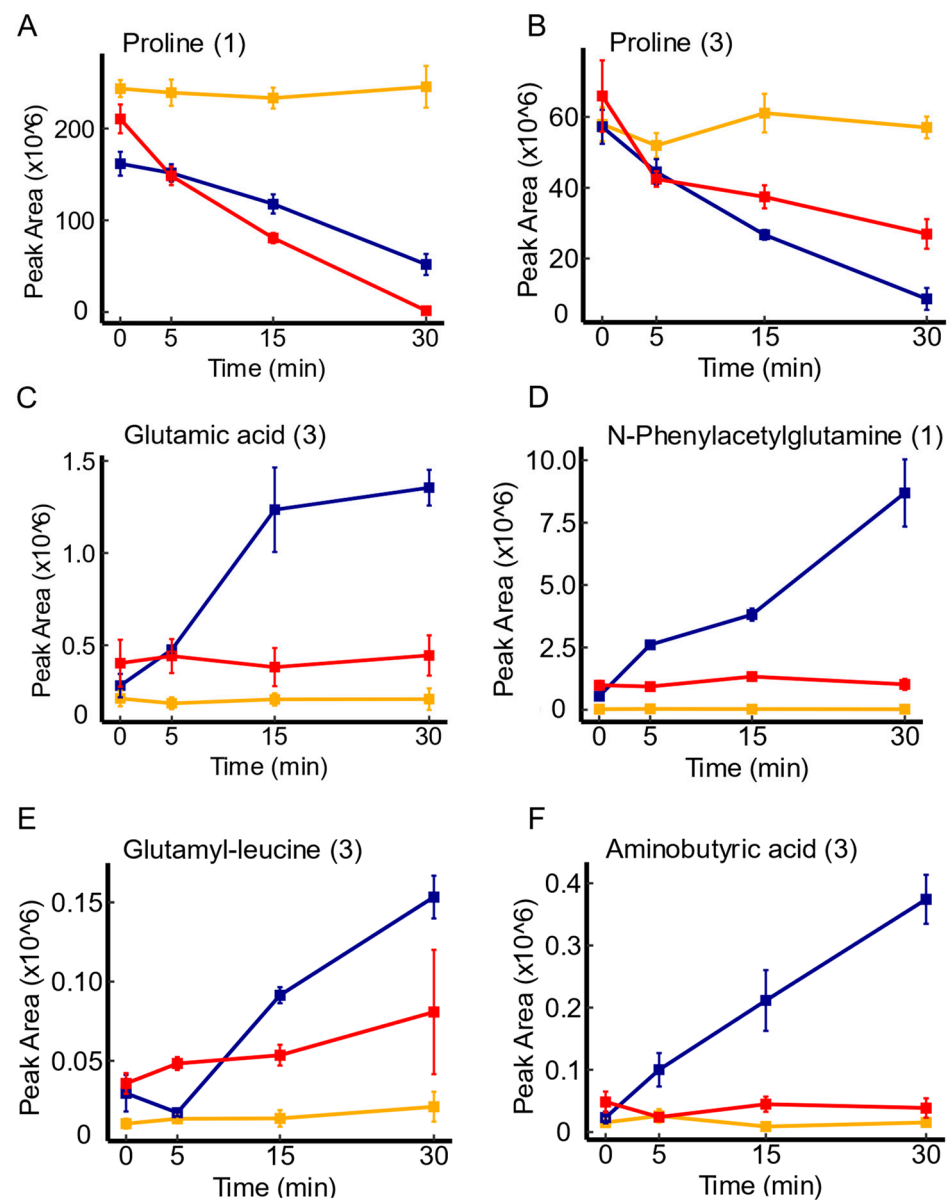 A
Proline (1)
Peak Area (x10^6)
200
100
0
0 5 15 30
Time (min)
B
Proline (3)
Peak Area (x10^6)
60
40
20
0
0 5 15 30
Time (min)
C
Glutamic acid (3)
Peak Area (x10^6)
1.5
1.0
0.5
0
0 5 15 30
Time (min)
D
N-Phenylacetylglutamine (1)
Peak Area (x10^6)
10.0
7.5
5.0
2.5
0
0 5 15 30
Time (min)
E
Glutamyl-leucine (3)
Peak Area (x10^6)
0.15
0.10
0.05
0
0 5 15 30
Time (min)
F
Aminobutyric acid (3)
Peak Area (x10^6)
0.4
0.3
0.2
0.1
0
0 5 15 30
Time (min)